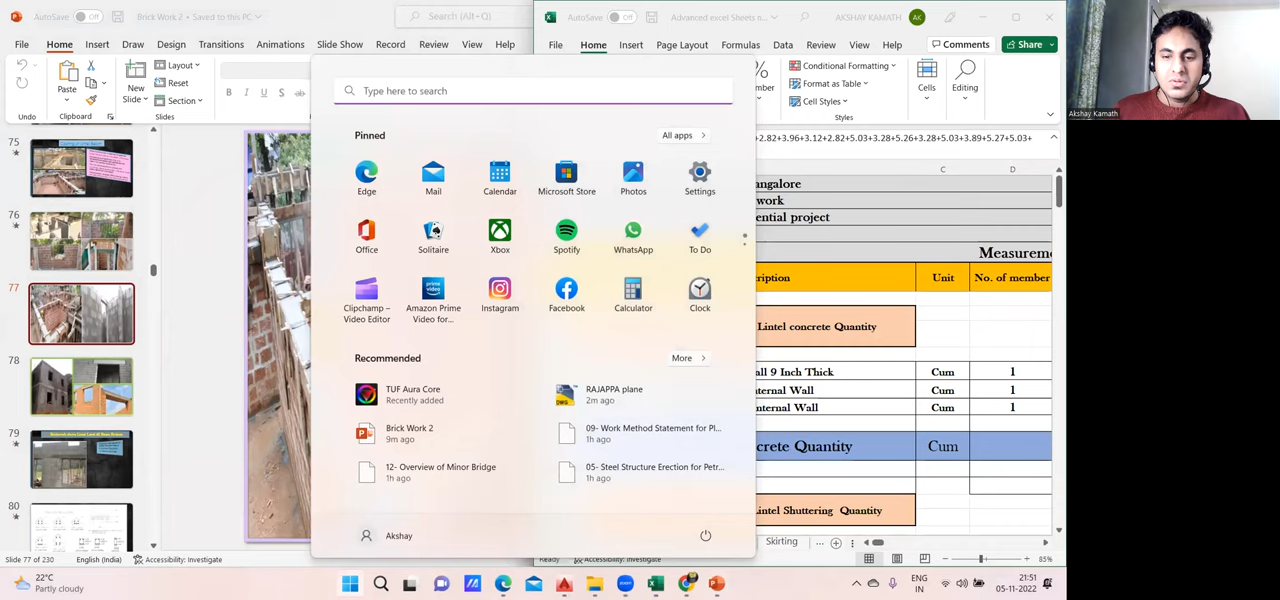 AutoSave Off Brick Work 2 • Saved to this PC Search (Alt+Q)
AutoSave Off Advanced excel Sheets n... AKSHAY KAMATH AK
File Home Insert Draw Design Transitions Animations Slide Show Record Review View Help
File Home Insert Page Layout Formulas Data Review View Help Comments Share
Paste
New
Slide
Layout
Reset
Section
B I U S ab
Undo Clipboard Slides
Conditional Formatting
Format as Table
Cell Styles
Styles
Cells
Editing
Akshay Kamath
Type here to search
Pinned
All apps
Edge Mail Calendar Microsoft Store Photos Settings
Office Solitaire Xbox Spotify WhatsApp To Do
Clipchamp –
Video Editor
Amazon Prime
Video for...
Instagram Facebook Calculator Clock
Recommended
More
TUF Aura Core
Recently added
RAJAPPA plane
2m ago
Brick Work 2
9m ago
09- Work Method Statement for Pl...
1h ago
12- Overview of Minor Bridge
1h ago
05- Steel Structure Erection for Petr...
1h ago
Akshay
75
76
77
78
79
80
+2.82+3.96+3.12+2.82+5.03+3.28+5.26+3.28+5.03+3.89+5.27+5.03+
C D
angalore
work
ential project
Measureme
ription Unit No. of member
Lintel concrete Quantity
all 9 Inch Thick Cum 1
nternal Wall Cum 1
nternal Wall Cum 1
crete Quantity Cum
Lintel Shuttering Quantity
Skirting ...
Slide 77 of 230 English (India) Accessibility: Investigate
Ready Accessibility: Investigate 85%
22°C
Partly cloudy
zoom
ENG
IN
21:51
05-11-2022